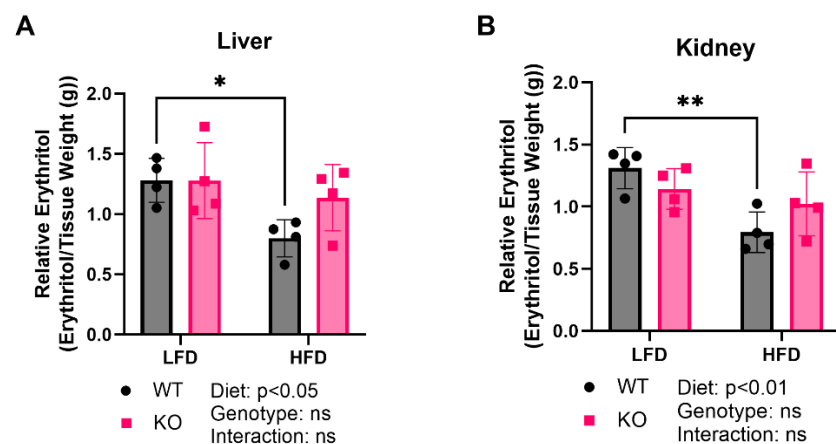 A
Liver
*
Relative Erythritol
(Erythritol/Tissue Weight (g))
2.0
1.5
1.0
0.5
0.0
LFD
HFD
WT
KO
Diet: p<0.05
Genotype: ns
Interaction: ns
B
Kidney
**
Relative Erythritol
(Erythritol/Tissue Weight (g))
2.0
1.5
1.0
0.5
0.0
LFD
HFD
WT
KO
Diet: p<0.01
Genotype: ns
Interaction: ns